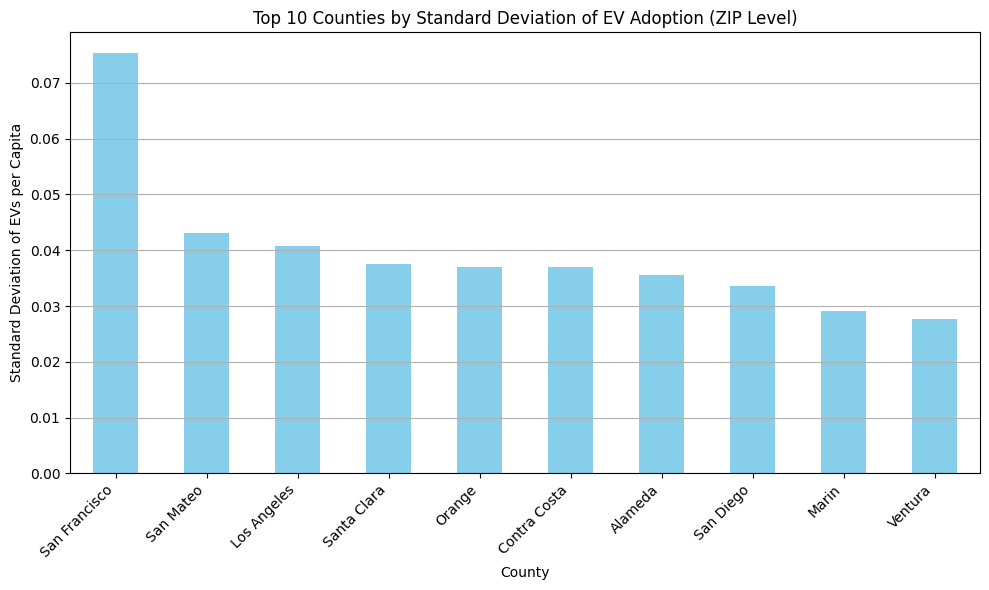 Top 10 Counties by Standard Deviation of EV Adoption (ZIP Level)
Standard Deviation of EVs per Capita
0.07
0.06
0.05
0.04
0.03
0.02
0.01
0.00
San Francisco
San Mateo
Los Angeles
Santa Clara
Orange
Contra Costa
Alameda
San Diego
Marin
Ventura
County